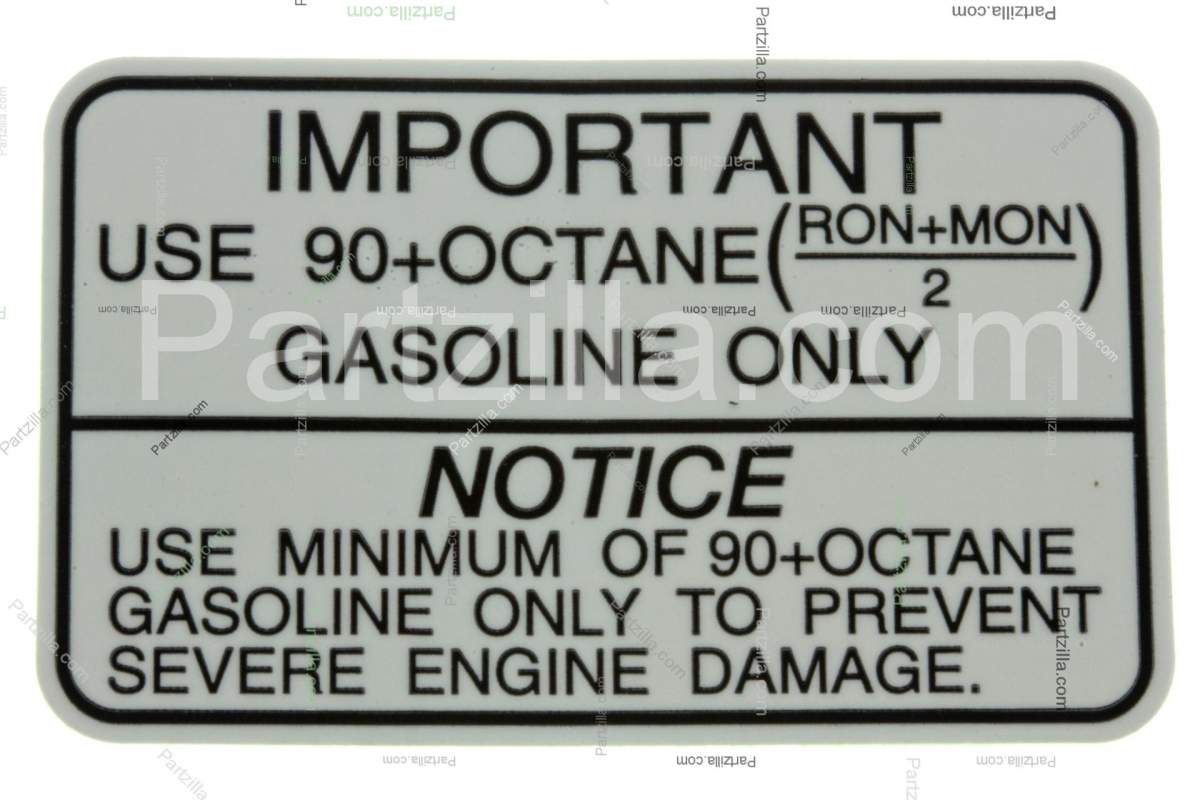 IMPORTANT
USE 90+OCTANE(RON+MON/2)
GASOLINE ONLY
Partzilla.com
NOTICE
USE MINIMUM OF 90+OCTANE
GASOLINE ONLY TO PREVENT
SEVERE ENGINE DAMAGE.